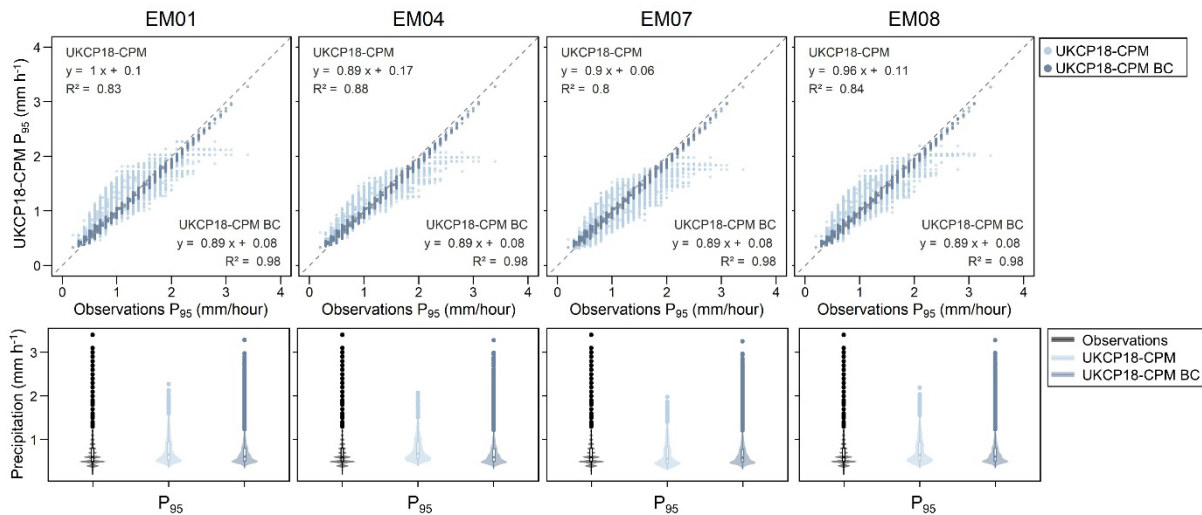 EM01
EM04
EM07
EM08
UKCP18-CPM P₉₅ (mm h⁻¹)
4
3
2
1
0
UKCP18-CPM
y = 1 x + 0.1
R² = 0.83
UKCP18-CPM BC
y = 0.89 x + 0.08
R² = 0.98
UKCP18-CPM
y = 0.89 x + 0.17
R² = 0.88
UKCP18-CPM BC
y = 0.89 x + 0.08
R² = 0.98
UKCP18-CPM
y = 0.9 x + 0.06
R² = 0.8
UKCP18-CPM BC
y = 0.89 x + 0.08
R² = 0.98
UKCP18-CPM
y = 0.96 x + 0.11
R² = 0.84
UKCP18-CPM BC
y = 0.89 x + 0.08
R² = 0.98
UKCP18-CPM
UKCP18-CPM BC
0 1 2 3 4
0 1 2 3 4
0 1 2 3 4
0 1 2 3 4
Observations P₉₅ (mm/hour)
Observations P₉₅ (mm/hour)
Observations P₉₅ (mm/hour)
Observations P₉₅ (mm/hour)
Precipitation (mm h⁻¹)
3
2
1
Observations
UKCP18-CPM
UKCP18-CPM BC
P₉₅
P₉₅
P₉₅
P₉₅